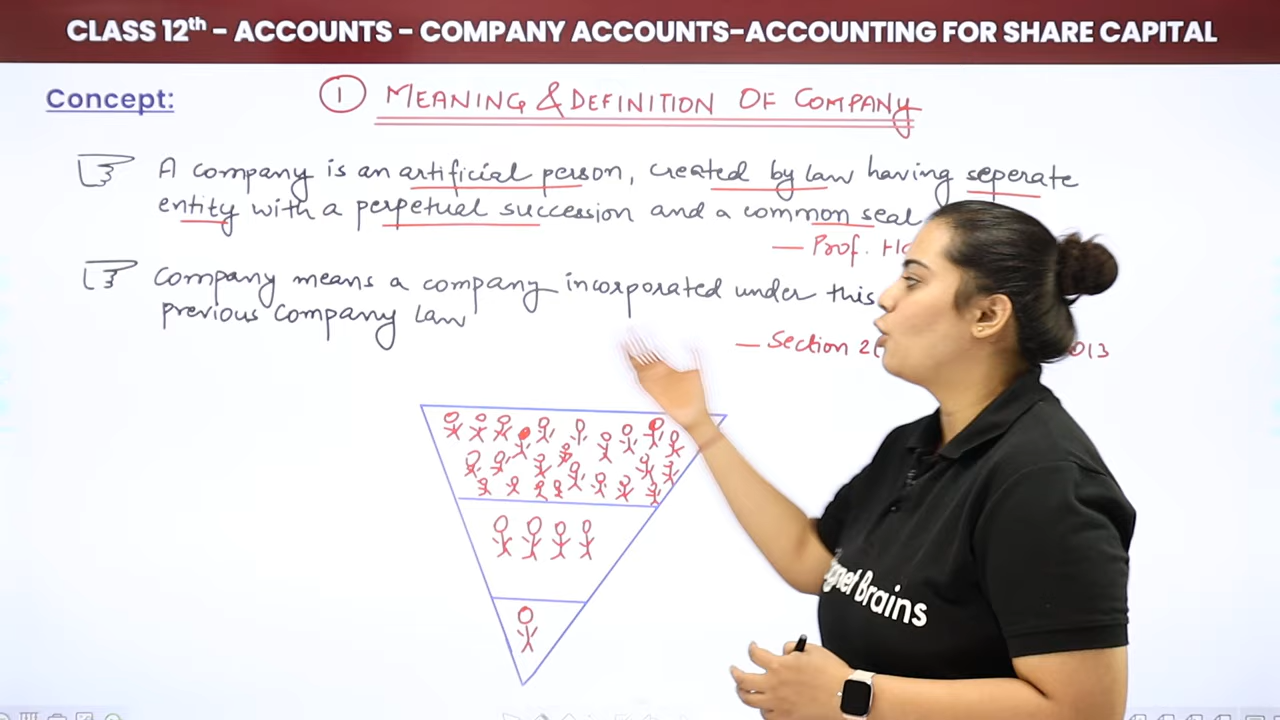 CLASS 12th – ACCOUNTS – COMPANY ACCOUNTS-ACCOUNTING FOR SHARE CAPITAL
Concept:
1 MEANING & DEFINITION OF COMPANY
A company is an artificial person, created by law having seperate
entity with a perpetual succession and a common seal
— Prof.
Company means a company incorporated under this
previous company law
— Section 2( 013
Brains